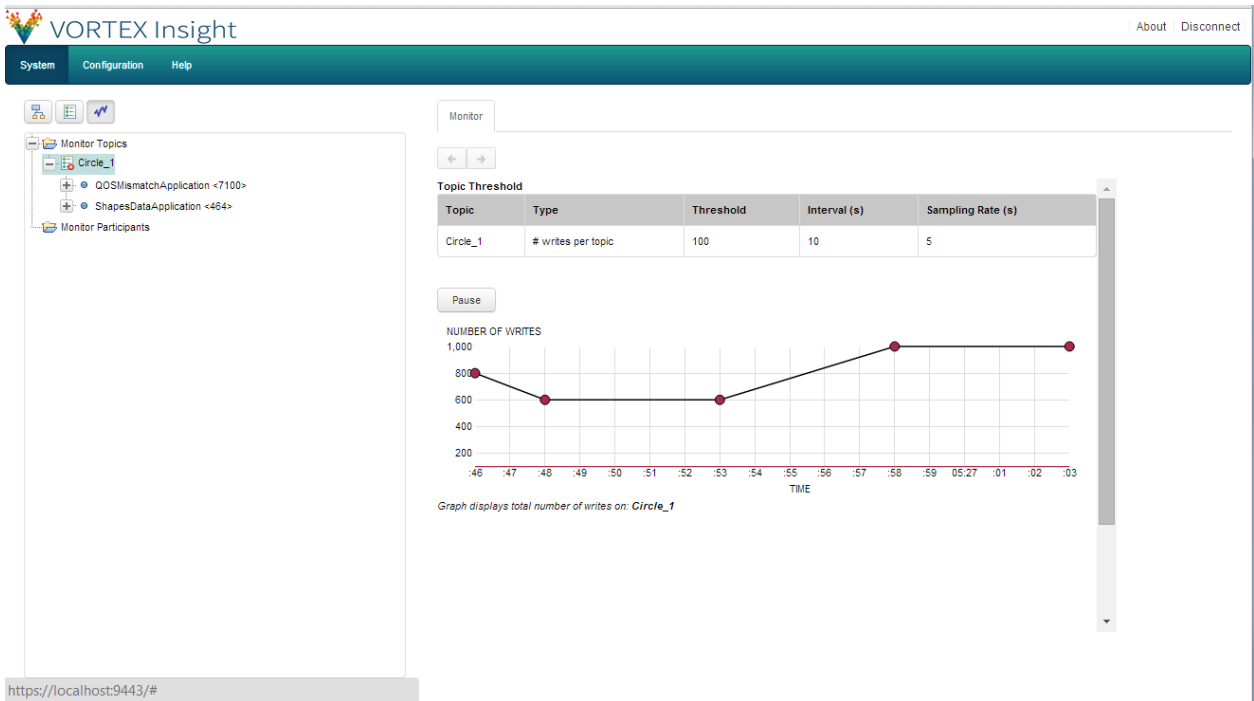 VORTEX Insight
About Disconnect
System Configuration Help
Monitor Topics
Circle_1
QOSMismatchApplication <7100>
ShapesDataApplication <464>
Monitor Participants
Monitor
Topic Threshold
Topic Type Threshold Interval (s) Sampling Rate (s)
Circle_1 # writes per topic 100 10 5
Pause
NUMBER OF WRITES
1,000
800
600
400
200
:46 :47 :48 :49 :50 :51 :52 :53 :54 :55 :56 :57 :58 :59 05:27 :01 :02 :03
TIME
Graph displays total number of writes on: Circle_1
https://localhost:9443/#